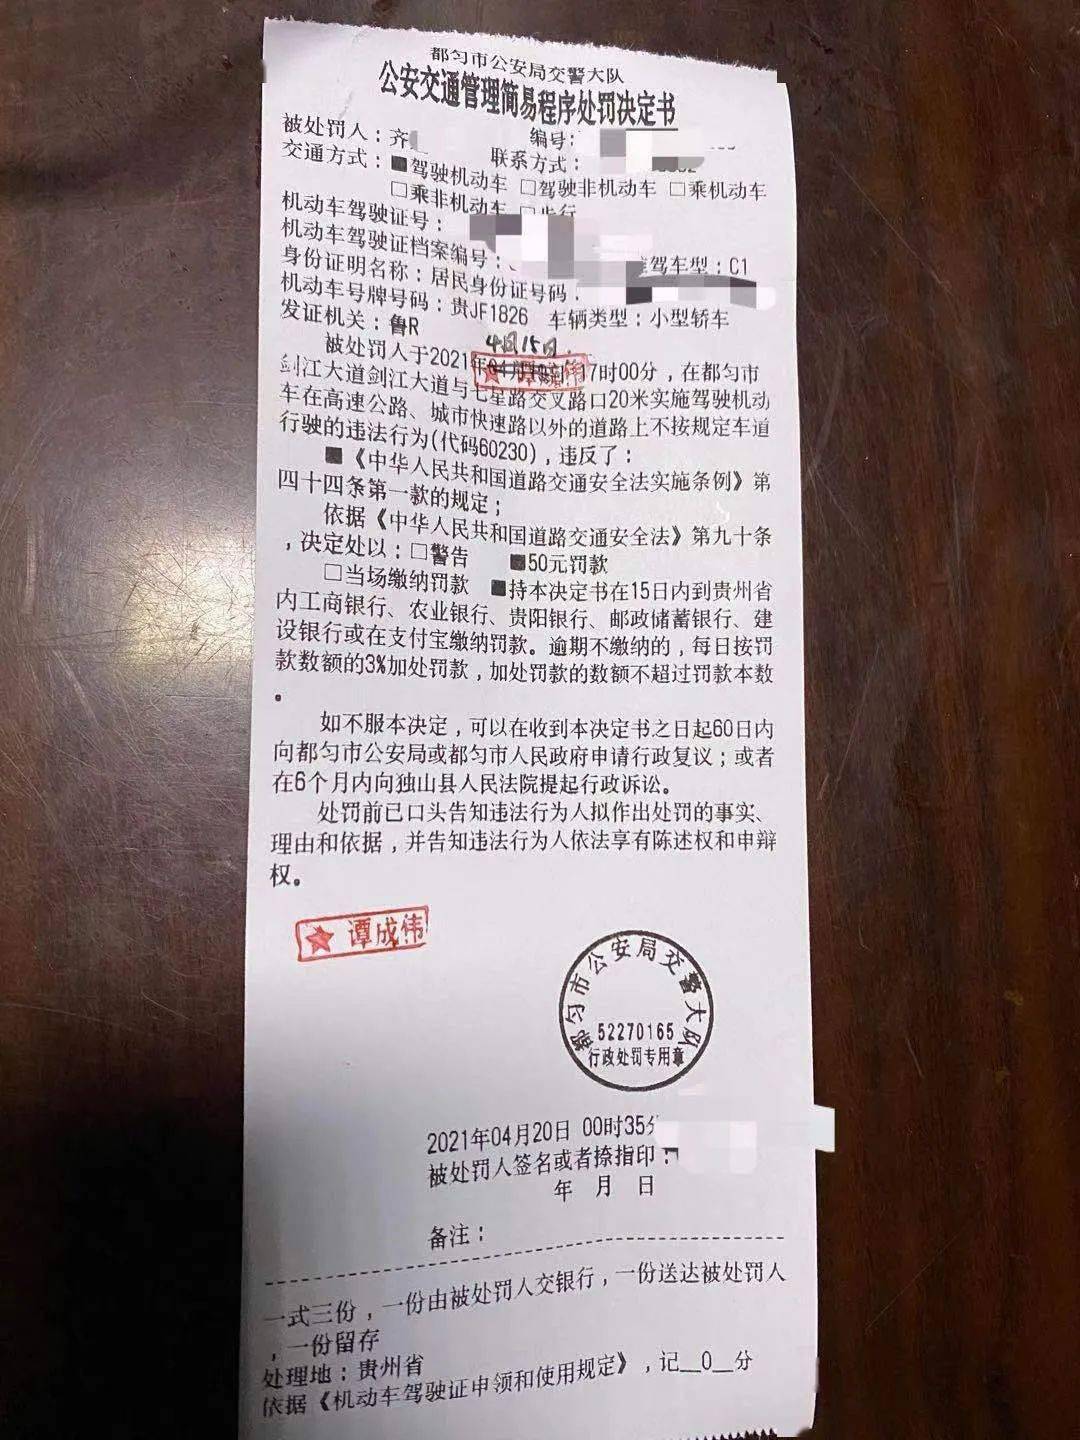 都匀市公安局交警大队
公安交通管理简易程序处罚决定书
编号：
被处罚人：齐
联系方式：
交通方式：■驾驶机动车 □驾驶非机动车 □乘机动车
□乘非机动车 □步行
机动车驾驶证号：
机动车驾驶证档案编号： 驾车型：C1
身份证明名称：居民身份证号码：
机动车号牌号码：贵JF1826 车辆类型：小型轿车
发证机关：鲁R
4月15日
被处罚人于2021年04月 17时00分，在都匀市
谭成伟
剑江大道剑江大道与七星路交叉路口20米实施驾驶机动
车在高速公路、城市快速路以外的道路上不按规定车道
行驶的违法行为(代码60230)，违反了：
■《中华人民共和国道路交通安全法实施条例》第
四十四条第一款的规定；
依据《中华人民共和国道路交通安全法》第九十条
，决定处以：□警告 ■50元罚款
□当场缴纳罚款 ■持本决定书在15日内到贵州省
内工商银行、农业银行、贵阳银行、邮政储蓄银行、建
设银行或在支付宝缴纳罚款。逾期不缴纳的，每日按罚
款数额的3%加处罚款，加处罚款的数额不超过罚款本数
。
如不服本决定，可以在收到本决定书之日起60日内
向都匀市公安局或都匀市人民政府申请行政复议；或者
在6个月内向独山县人民法院提起行政诉讼。
处罚前已口头告知违法行为人拟作出处罚的事实、
理由和依据，并告知违法行为人依法享有陈述权和申辩
权。
谭成伟
都匀市公安局交警大队
52270165
行政处罚专用章
2021年04月20日 00时35分
被处罚人签名或者捺指印：
年 月 日
备注：
一式三份，一份由被处罚人交银行，一份送达被处罚人
，一份留存
处理地：贵州省
依据《机动车驾驶证申领和使用规定》，记__0__分